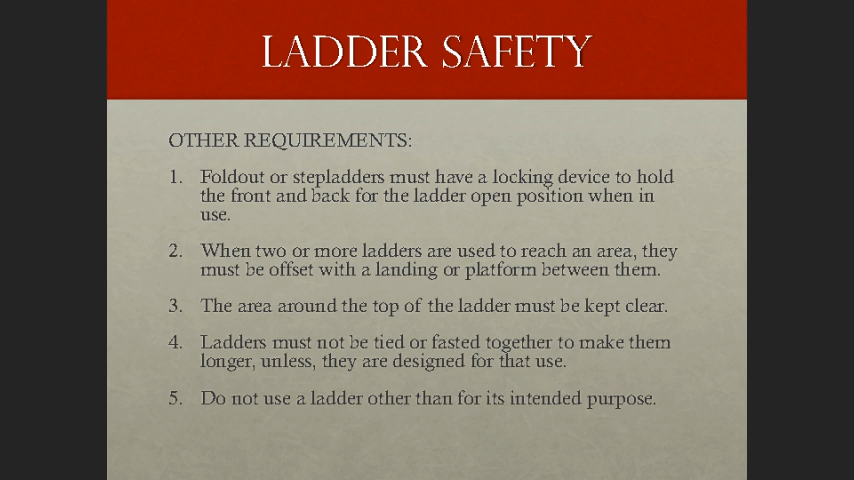 LADDER SAFETY
OTHER REQUIREMENTS:
1. Foldout or stepladders must have a locking device to hold
the front and back for the ladder open position when in
use.
2. When two or more ladders are used to reach an area, they
must be offset with a landing or platform between them.
3. The area around the top of the ladder must be kept clear.
4. Ladders must not be tied or fasted together to make them
longer, unless, they are designed for that use.
5. Do not use a ladder other than for its intended purpose.